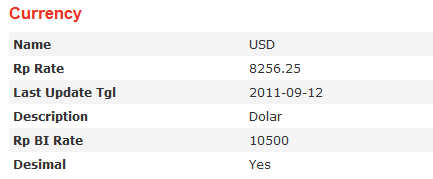 Currency
Name USD
Rp Rate 8256.25
Last Update Tgl 2011-09-12
Description Dolar
Rp BI Rate 10500
Desimal Yes